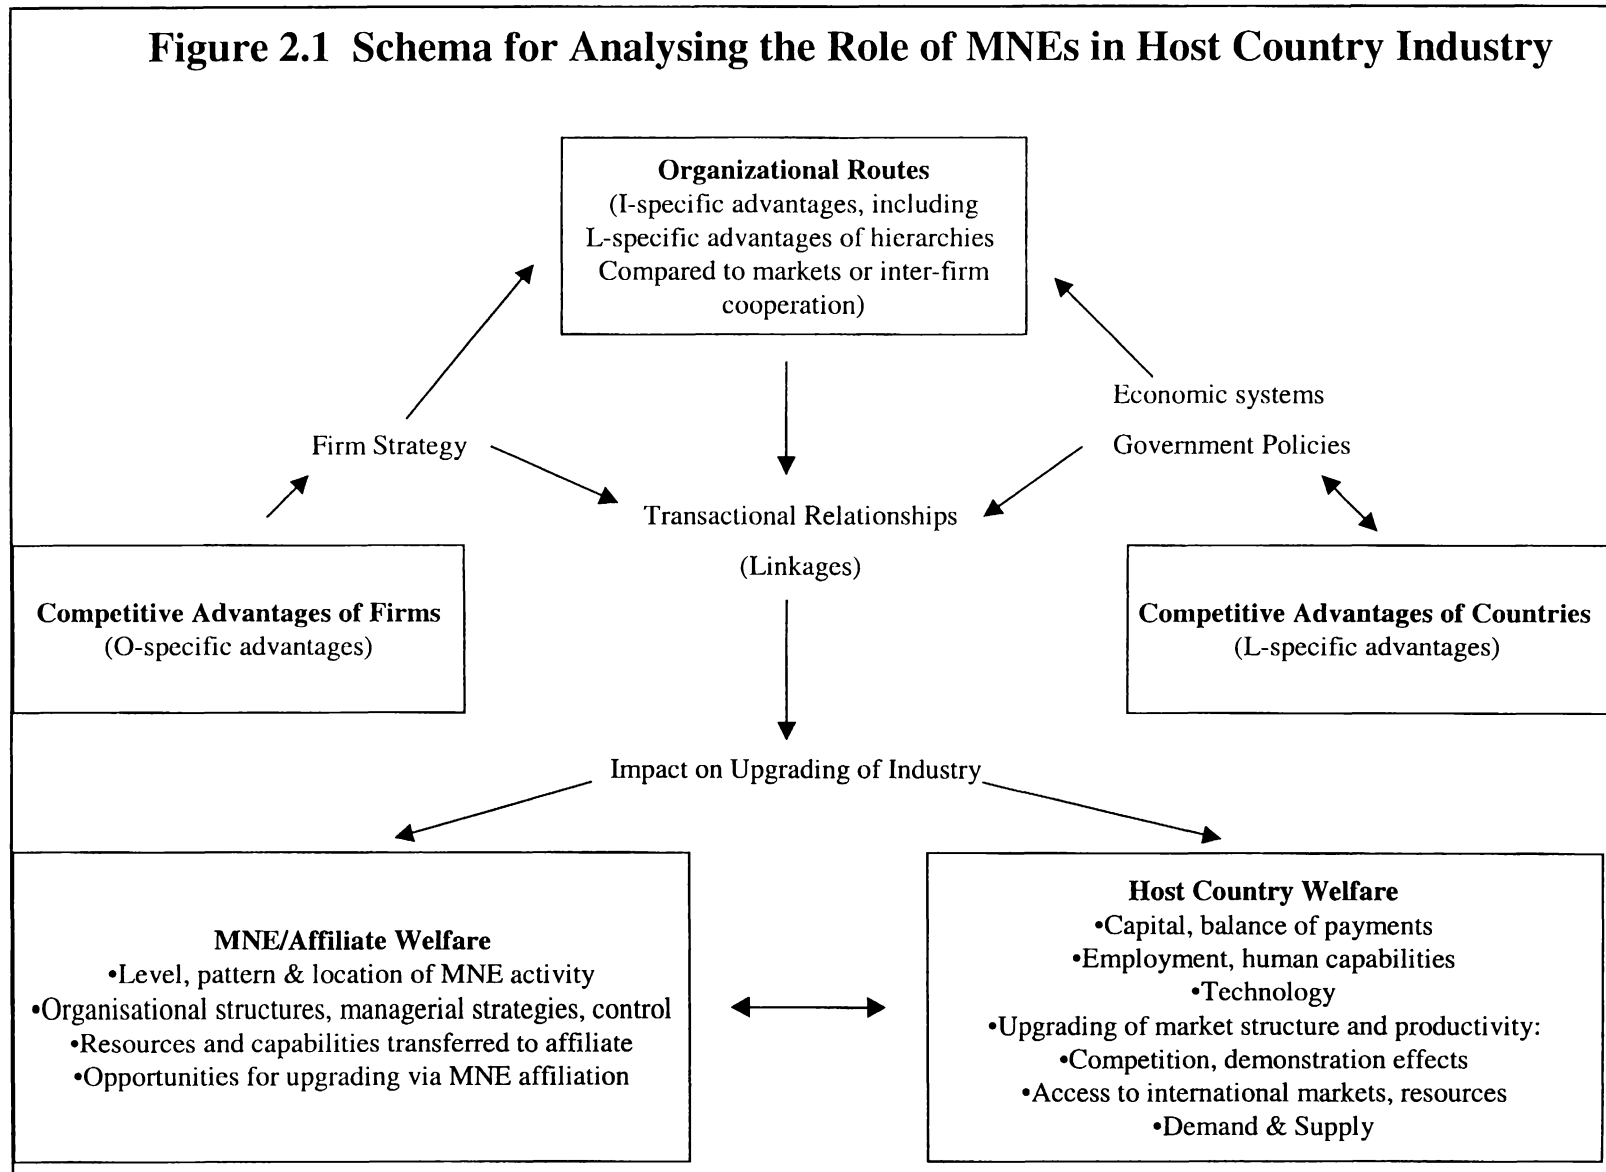 Figure 2.1 Schema for Analysing the Role of MNEs in Host Country Industry
Organizational Routes
(I-specific advantages, including
L-specific advantages of hierarchies
Compared to markets or inter-firm
cooperation)
Economic systems
Firm Strategy
Government Policies
Transactional Relationships
(Linkages)
Competitive Advantages of Firms
(O-specific advantages)
Competitive Advantages of Countries
(L-specific advantages)
Impact on Upgrading of Industry
MNE/Affiliate Welfare
•Level, pattern & location of MNE activity
•Organisational structures, managerial strategies, control
•Resources and capabilities transferred to affiliate
•Opportunities for upgrading via MNE affiliation
Host Country Welfare
•Capital, balance of payments
•Employment, human capabilities
•Technology
•Upgrading of market structure and productivity:
•Competition, demonstration effects
•Access to international markets, resources
•Demand & Supply